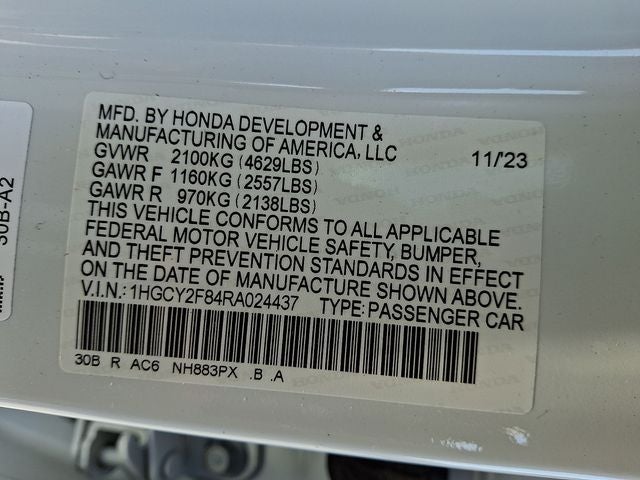 MFD. BY HONDA DEVELOPMENT &
MANUFACTURING OF AMERICA, LLC
GVWR 2100KG (4629LBS) 11/'23
GAWR F 1160KG (2557LBS)
GAWR R 970KG (2138LBS)
THIS VEHICLE CONFORMS TO ALL APPLICABLE
FEDERAL MOTOR VEHICLE SAFETY, BUMPER,
AND THEFT PREVENTION STANDARDS IN EFFECT
ON THE DATE OF MANUFACTURE SHOWN ABOVE.
V.I.N.: 1HGCY2F84RA024437 TYPE: PASSENGER CAR
30B R AC6 NH883PX .B .A
30B-A2